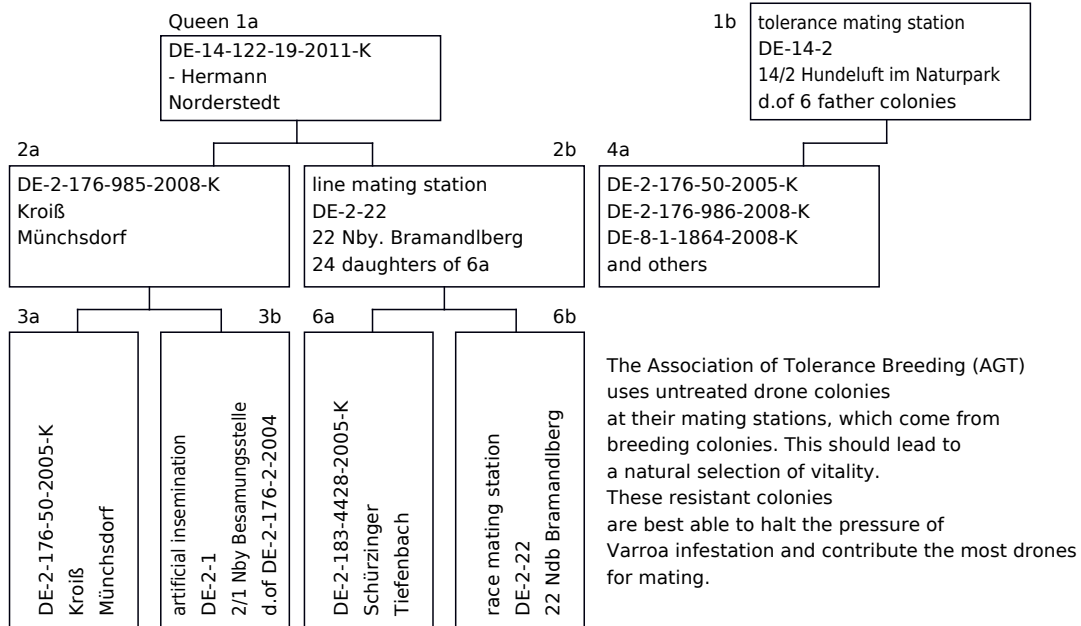 Queen 1a
DE-14-122-19-2011-K
- Hermann
Norderstedt
1b
tolerance mating station
DE-14-2
14/2 Hundeluft im Naturpark
d.of 6 father colonies
2a
DE-2-176-985-2008-K
Kroiß
Münchsdorf
2b
line mating station
DE-2-22
22 Nby. Bramandlberg
24 daughters of 6a
4a
DE-2-176-50-2005-K
DE-2-176-986-2008-K
DE-8-1-1864-2008-K
and others
3a
DE-2-176-50-2005-K
Kroiß
Münchsdorf
3b
artificial insemination
DE-2-1
2/1 Nby Besamungsstelle
d.of DE-2-176-2-2004
6a
DE-2-183-4428-2005-K
Schürzinger
Tiefenbach
6b
race mating station
DE-2-22
22 Ndb Bramandlberg
The Association of Tolerance Breeding (AGT)
uses untreated drone colonies
at their mating stations, which come from
breeding colonies. This should lead to
a natural selection of vitality.
These resistant colonies
are best able to halt the pressure of
Varroa infestation and contribute the most drones
for mating.